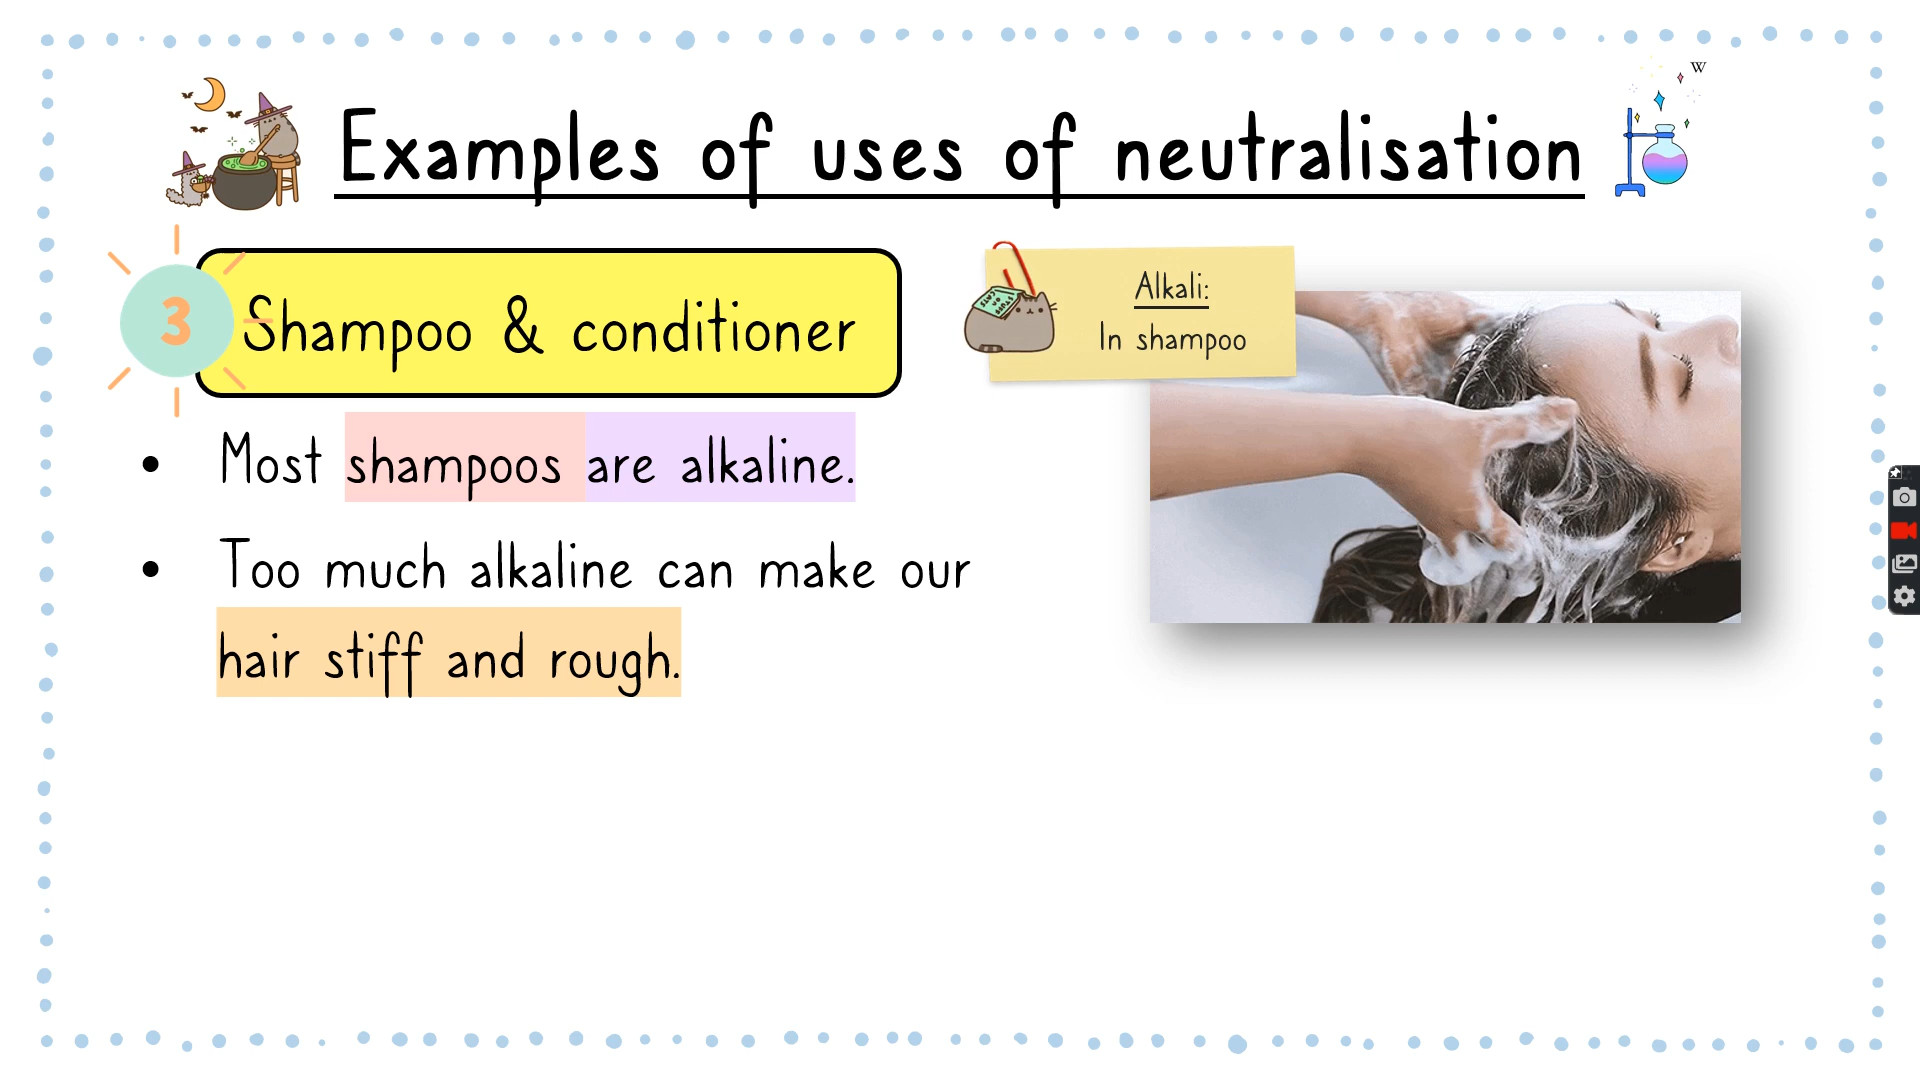 W
Examples of uses of neutralisation
3
Shampoo & conditioner
Alkali:
In shampoo
Most shampoos are alkaline.
Too much alkaline can make our
hair stiff and rough.